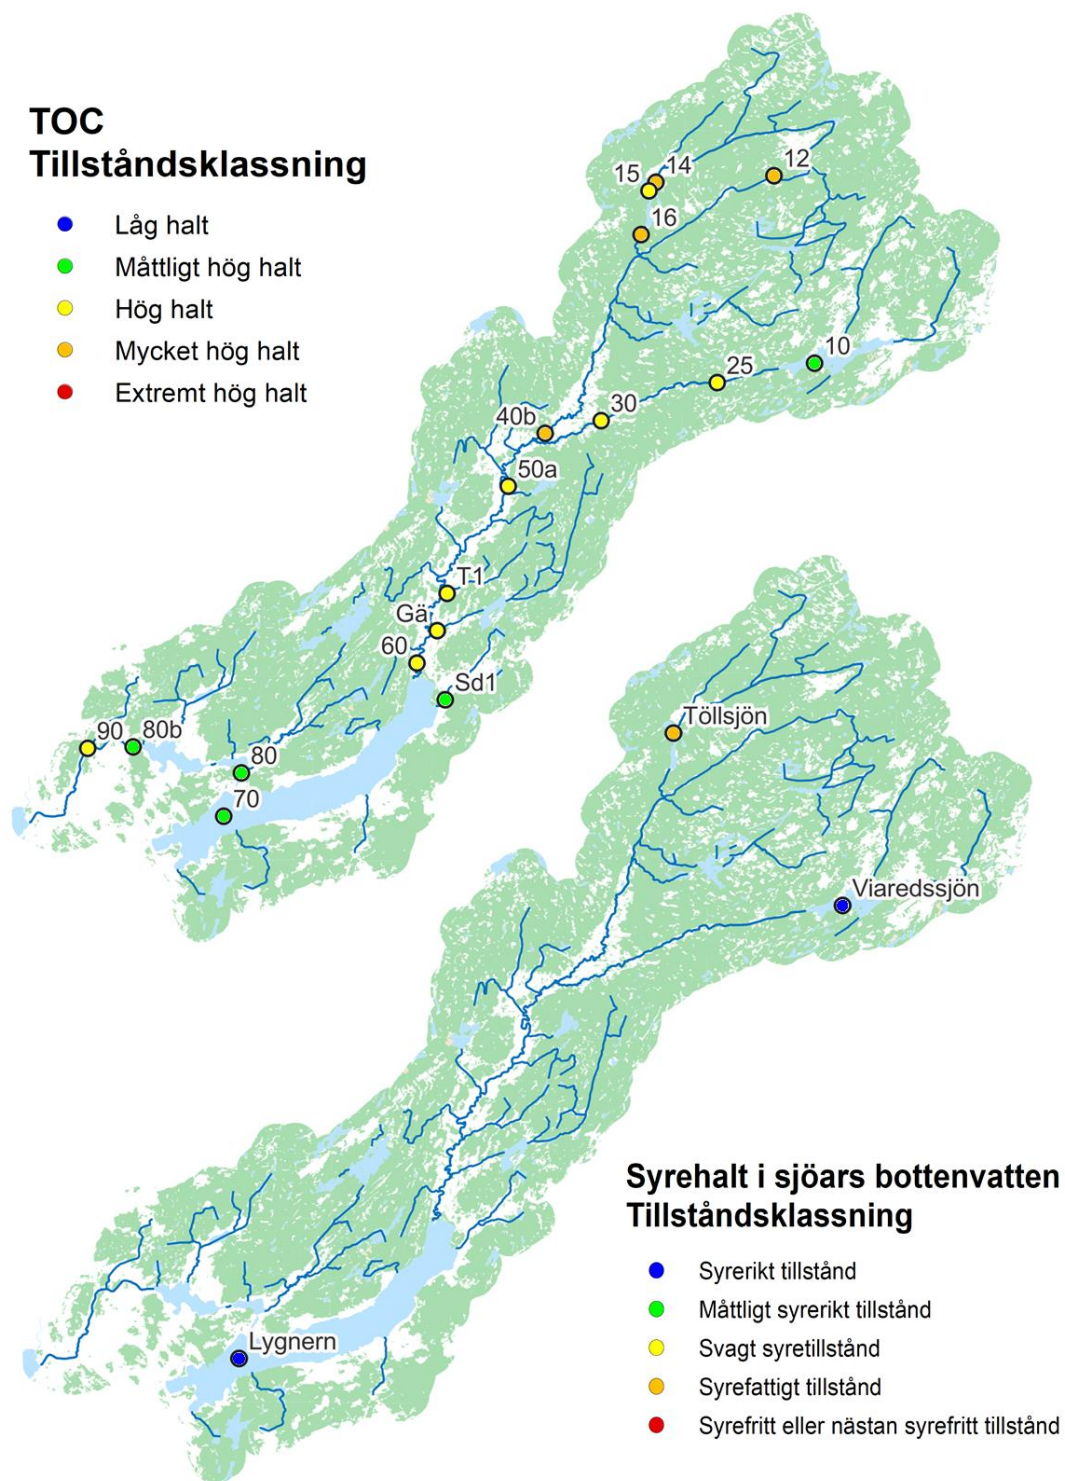 TOC
Tillståndsklassning
Låg halt
Måttligt hög halt
Hög halt
Mycket hög halt
Extremt hög halt
12
14
15
16
10
25
30
40b
50a
T1
Gä
60
Sd1
90
80b
80
70
Töllsjön
Viaredssjön
Lygnern
Syrehalt i sjöars bottenvatten
Tillståndsklassning
Syrerikt tillstånd
Måttligt syrerikt tillstånd
Svagt syretillstånd
Syrefattigt tillstånd
Syrefritt eller nästan syrefritt tillstånd